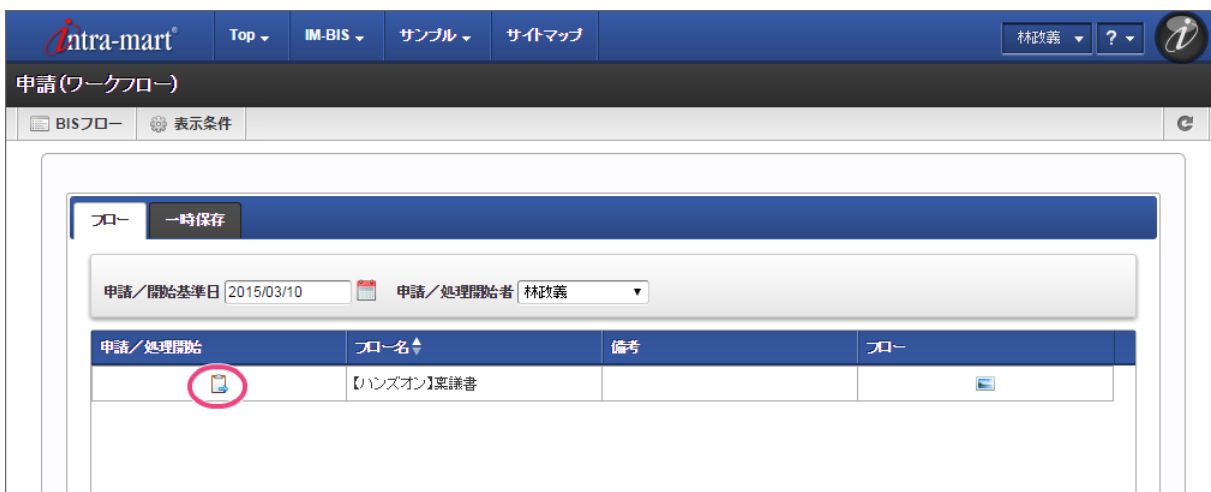 intra-mart® Top IM-BIS サンプル サイトマップ 林政義 ?
申請(ワークフロー)
BISフロー 表示条件
フロー 一時保存
申請／開始基準日 2015/03/10 申請／処理開始者 林政義
申請／処理開始 フロー名 備考 フロー
【ハンズオン】稟議書